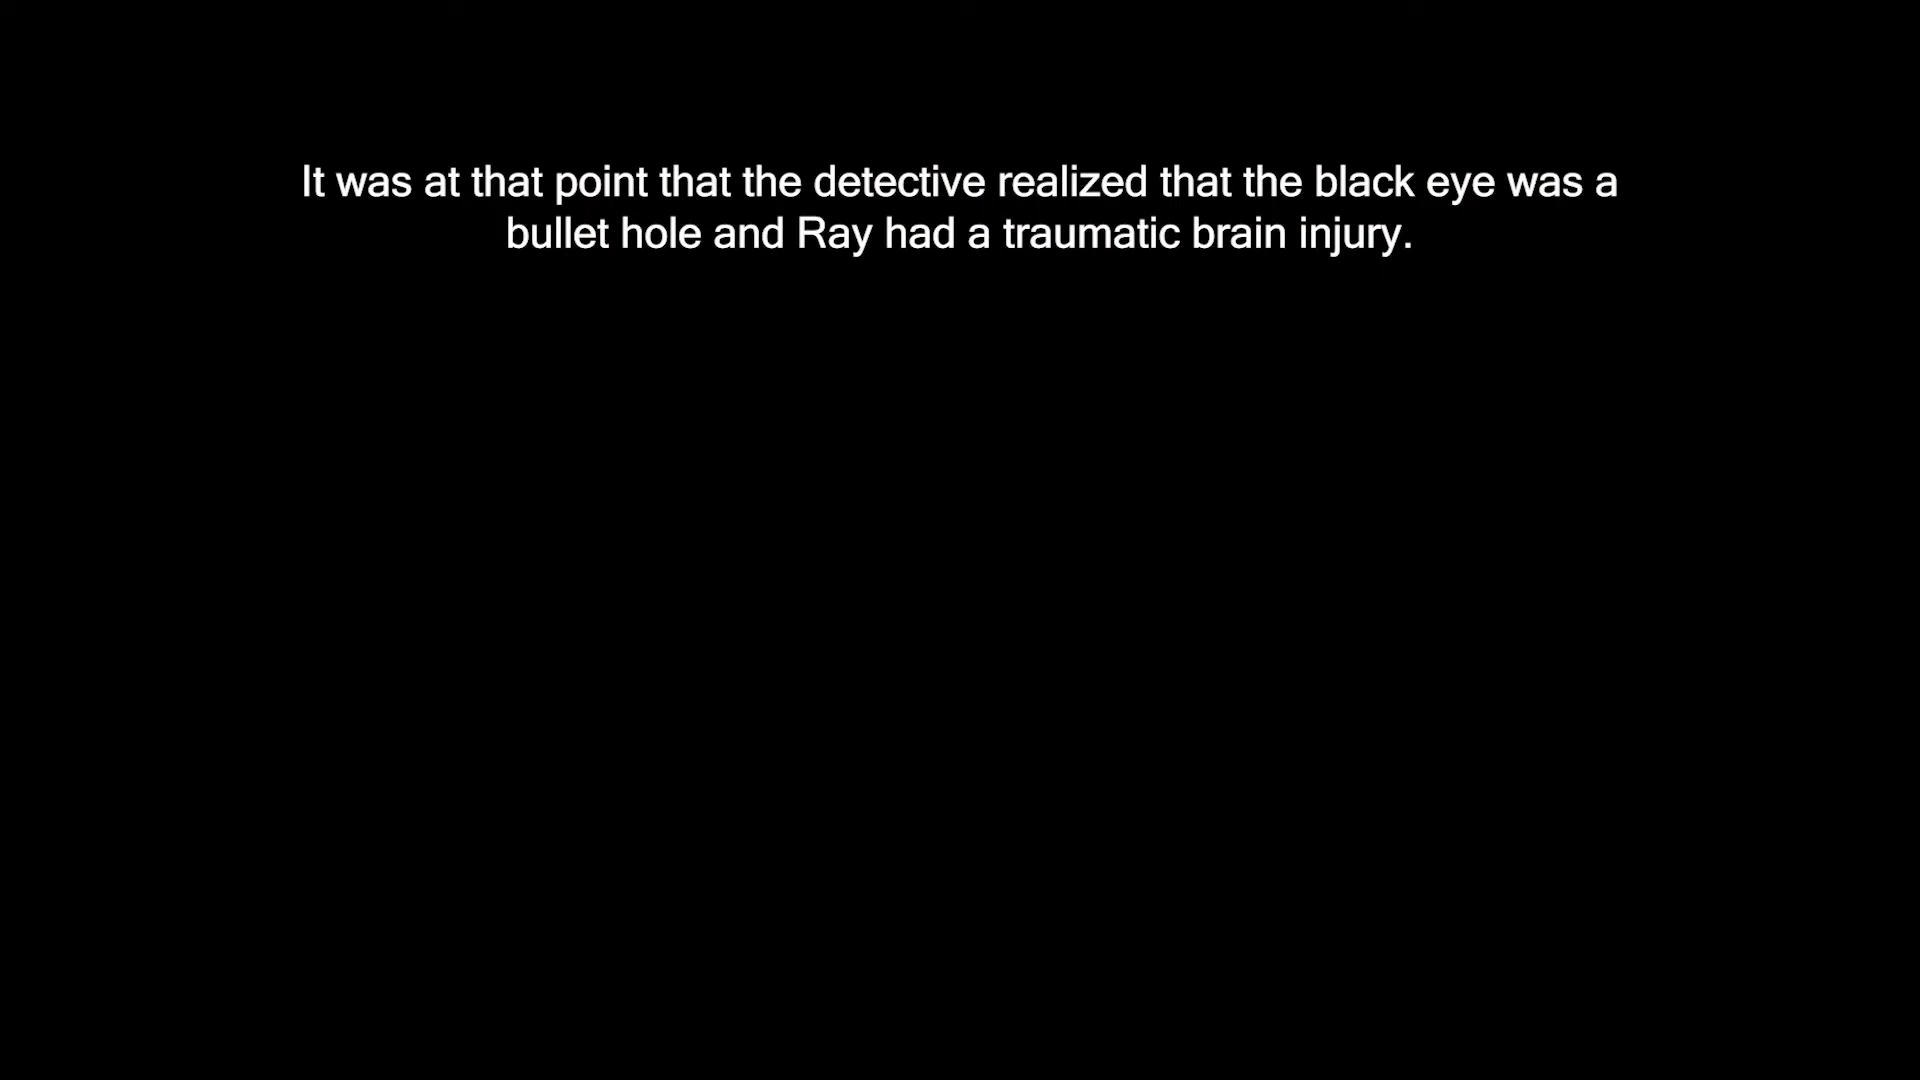 It was at that point that the detective realized that the black eye was a
bullet hole and Ray had a traumatic brain injury.